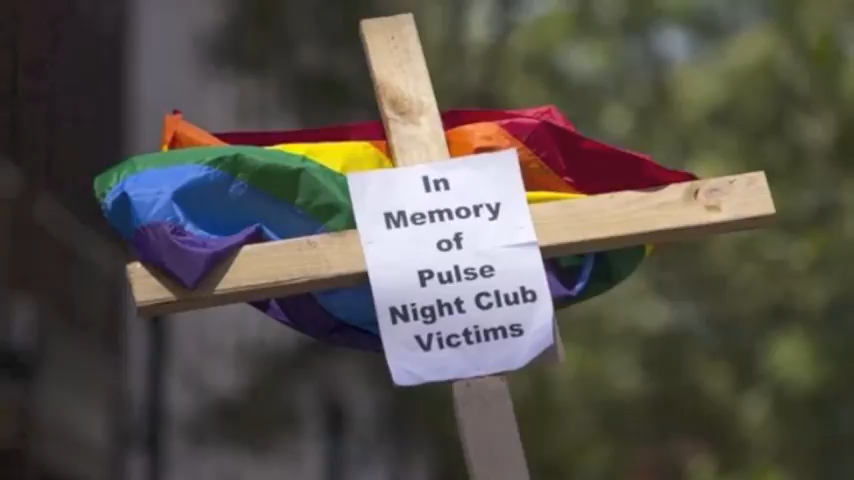 In
Memory
of
Pulse
Night Club
Victims